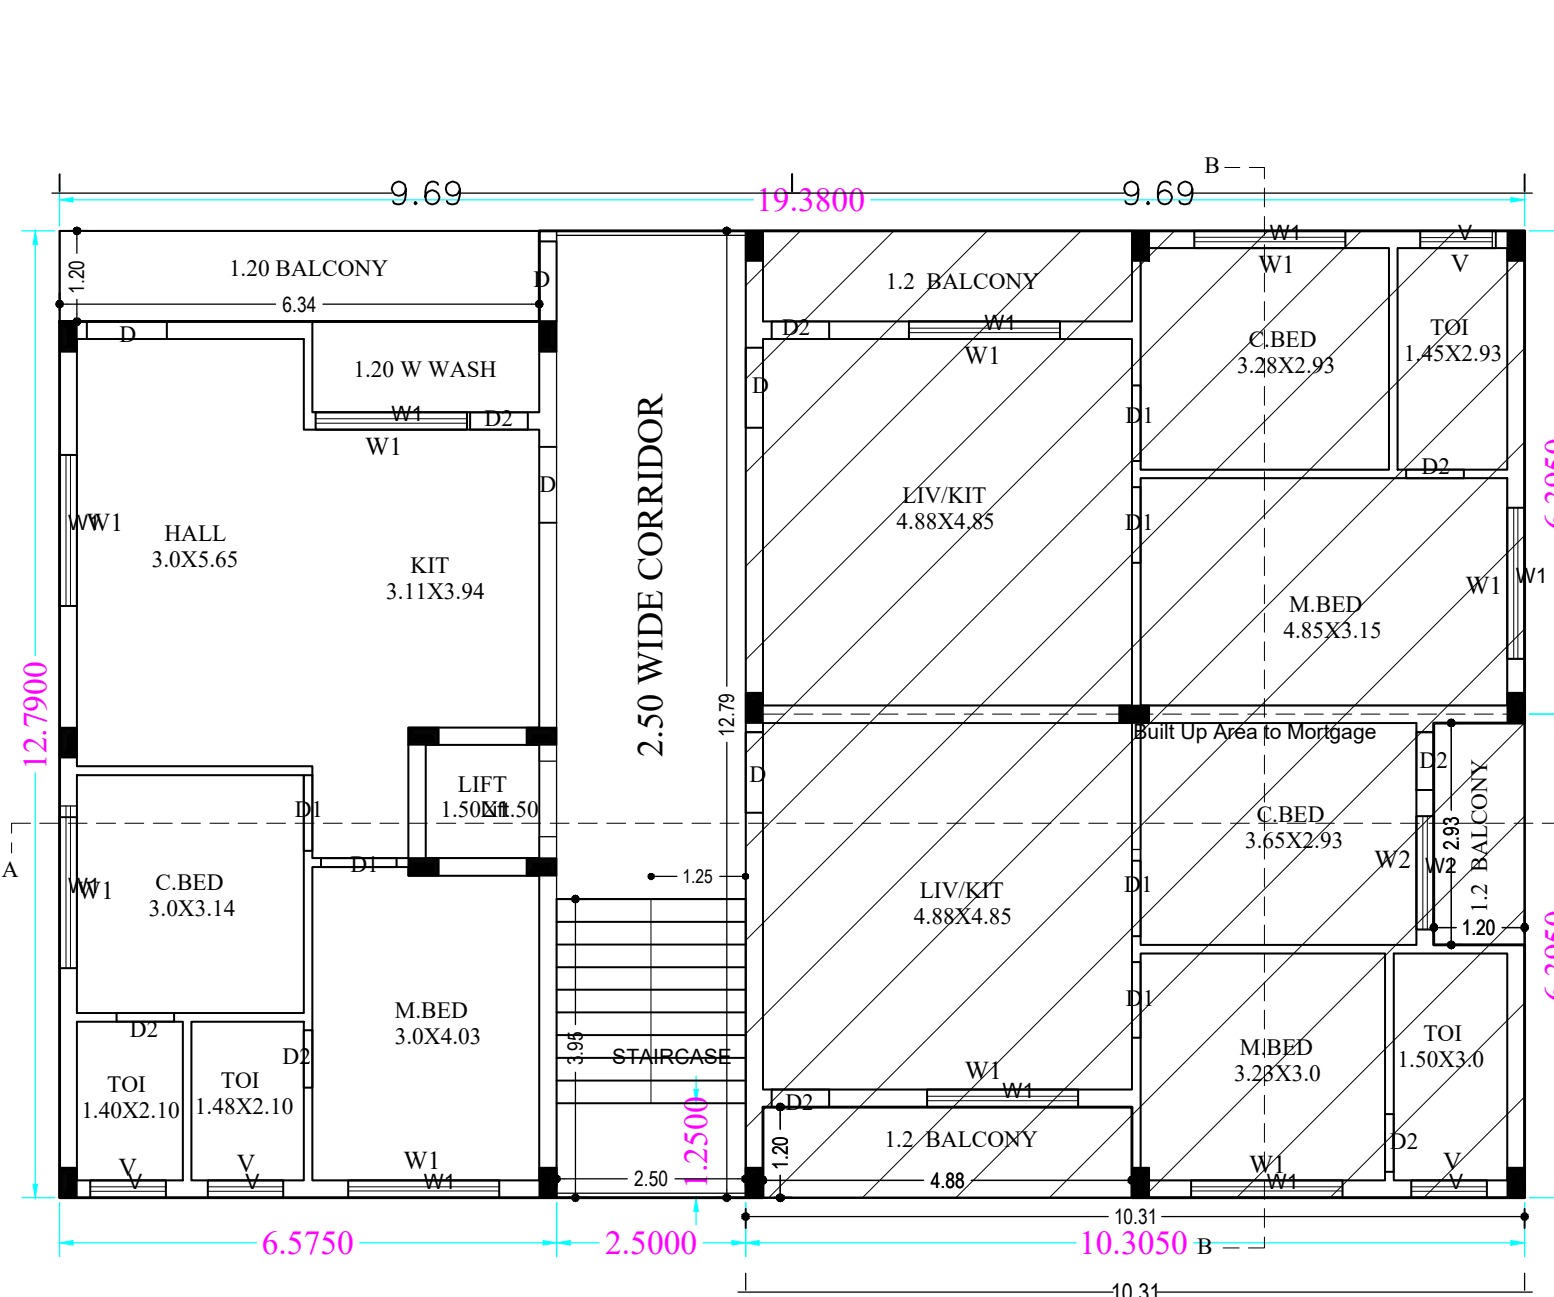 B
9.69
9.69
19.3800
1.20 BALCONY
1.20
6.34
D
D
1.20 W WASH
W1
D2
W1
D
W1
HALL
3.0X5.65
KIT
3.11X3.94
12.7900
2.50 WIDE CORRIDOR
12.79
LIFT
1.50X1.50
Lift
A
D1
D1
W1
W1
C.BED
3.0X3.14
D2
D2
M.BED
3.0X4.03
TOI
1.40X2.10
TOI
1.48X2.10
V
V
V
V
W1
W1
1.25
3.95
STAIRCASE
1.2500
2.50
1.2 BALCONY
D2
W1
W1
D
LIV/KIT
4.88X4.85
W1
W1
V
V
C.BED
3.28X2.93
TOI
1.45X2.93
D1
D2
D1
M.BED
4.85X3.15
W1
W1
Built Up Area to Mortgage
D
LIV/KIT
4.88X4.85
C.BED
3.65X2.93
D1
D2
W2
W2
2.93
1.2 BALCONY
1.20
D1
M.BED
3.23X3.0
TOI
1.50X3.0
D2
W1
W1
V
W1
W1
D2
1.2 BALCONY
1.20
4.88
10.31
6.5750
2.5000
10.3050
B
10.31